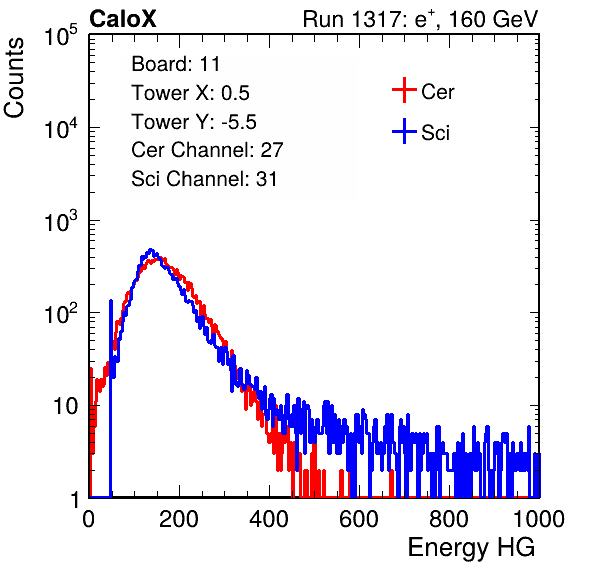 CaloX Run 1317: e⁺, 160 GeV
Counts
Board: 11
Tower X: 0.5
Tower Y: -5.5
Cer Channel: 27
Sci Channel: 31
Cer
Sci
10⁵
10⁴
10³
10²
10
1
0 200 400 600 800 1000
Energy HG